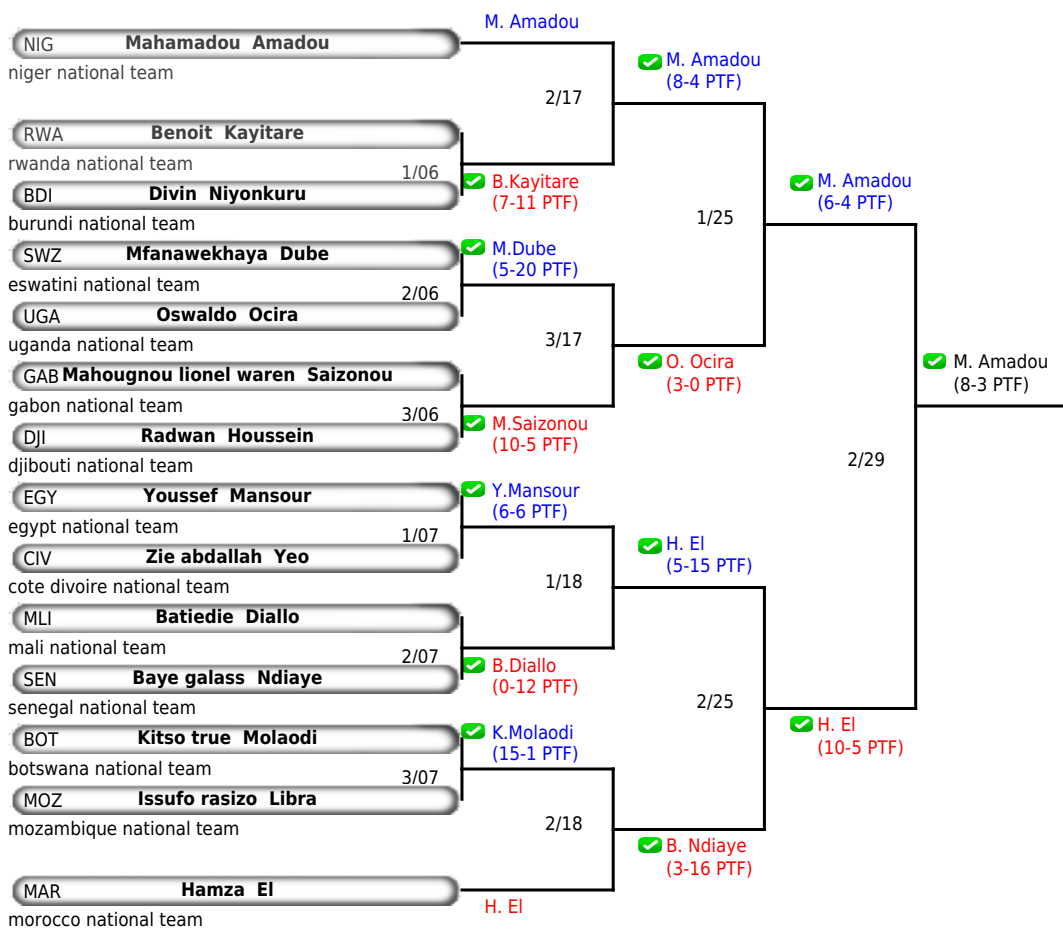 M. Amadou
NIG Mahamadou Amadou
niger national team
M. Amadou
(8-4 PTF)
2/17
RWA Benoit Kayitare
rwanda national team
1/06
B.Kayitare
(7-11 PTF)
BDI Divin Niyonkuru
burundi national team
M. Amadou
(6-4 PTF)
1/25
SWZ Mfanawekhaya Dube
eswatini national team
2/06
M.Dube
(5-20 PTF)
UGA Oswaldo Ocira
uganda national team
3/17
O. Ocira
(3-0 PTF)
GAB Mahougnou lionel waren Saizonou
gabon national team
3/06
M.Saizonou
(10-5 PTF)
DJI Radwan Houssein
djibouti national team
M. Amadou
(8-3 PTF)
2/29
EGY Youssef Mansour
egypt national team
1/07
Y.Mansour
(6-6 PTF)
CIV Zie abdallah Yeo
cote divoire national team
1/18
H. El
(5-15 PTF)
MLI Batiedie Diallo
mali national team
2/07
B.Diallo
(0-12 PTF)
SEN Baye galass Ndiaye
senegal national team
2/25
H. El
(10-5 PTF)
BOT Kitso true Molaodi
botswana national team
3/07
K.Molaodi
(15-1 PTF)
MOZ Issufo rasizo Libra
mozambique national team
2/18
B. Ndiaye
(3-16 PTF)
MAR Hamza El
morocco national team
H. El